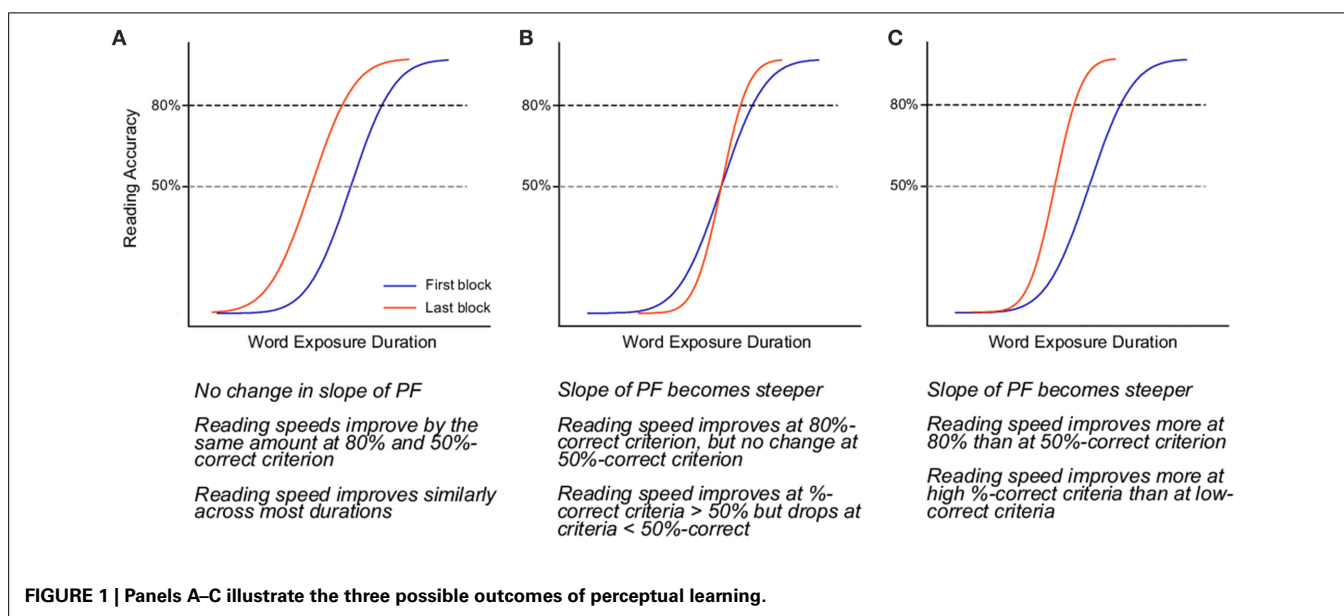 A
80%
50%
Reading Accuracy
First block
Last block
Word Exposure Duration
No change in slope of PF
Reading speeds improve by the
same amount at 80% and 50%-
correct criterion
Reading speed improves similarly
across most durations
B
80%
50%
Word Exposure Duration
Slope of PF becomes steeper
Reading speed improves at 80%-
correct criterion, but no change at
50%-correct criterion
Reading speed improves at %-
correct criteria > 50% but drops at
criteria < 50%-correct
C
80%
50%
Word Exposure Duration
Slope of PF becomes steeper
Reading speed improves more at
80% than at 50%-correct criterion
Reading speed improves more at
high %-correct criteria than at low-
correct criteria
FIGURE 1 | Panels A–C illustrate the three possible outcomes of perceptual learning.